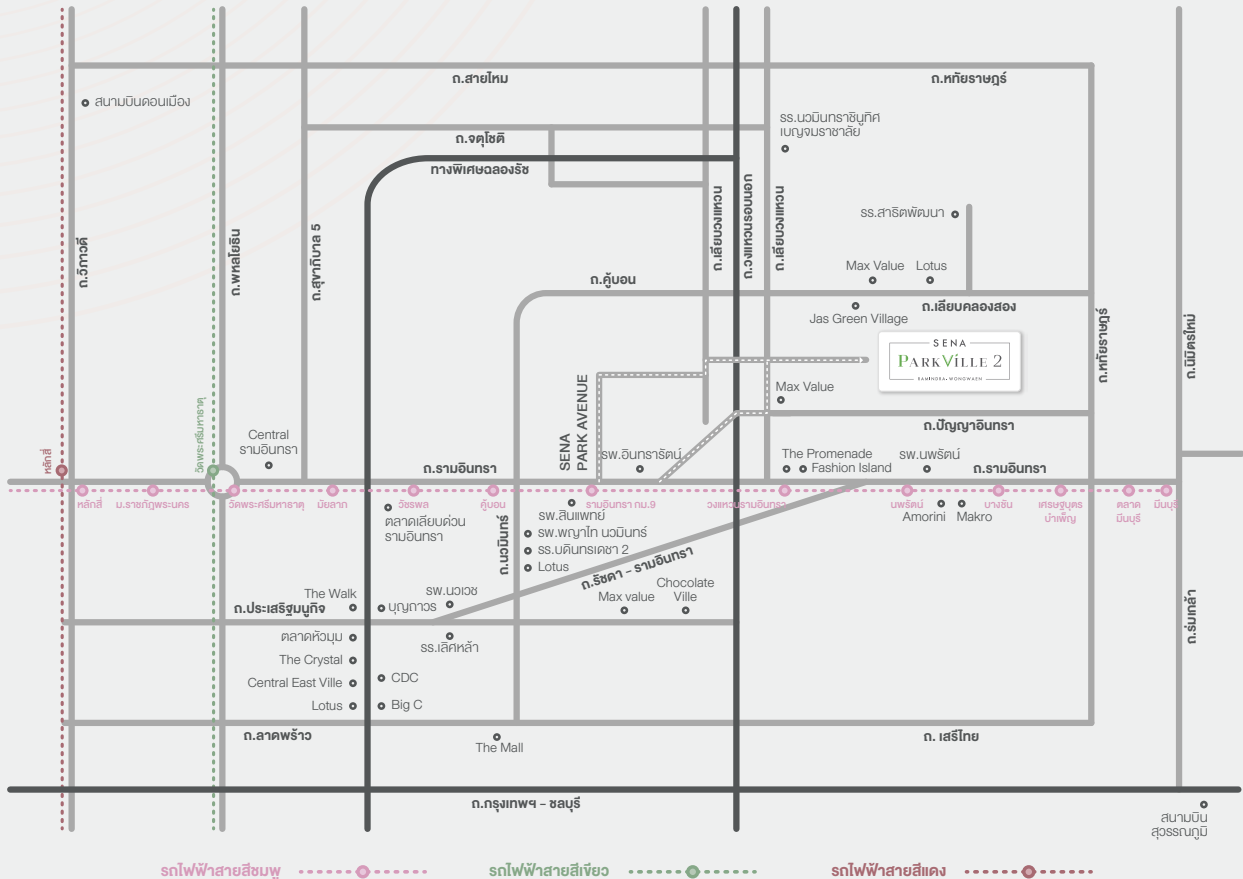 ถ.สายไหม
ถ.หทัยราษฎร์
สนามบินดอนเมือง
รร.นวมินทราชินูทิศ
เบญจมราชาลัย
ถ.จตุโชติ
ทางพิเศษฉลองรัช
รร.สาธิตพัฒนา
ถ.วิภาวดี
ถ.พหลโยธิน
ถ.สุขาภิบาล 5
ถ.เลียบวงแหวน
ถ.วงแหวนรอบนอก
ถ.เลียบวงแหวน
ถ.คู้บอน
Max Value
Lotus
ถ.เลียบคลองสอง
Jas Green Village
ถ.หทัยราษฎร์
ถ.นิมิตรใหม่
SENA
PARKVILLE 2
RAMINDRA-WONGWAEN
Max Value
ถ.ปัญญาอินทรา
SENA
PARK AVENUE
หลักสี่
วัดพระศรีมหาธาตุ
Central
รามอินทรา
ถ.รามอินทรา
รพ.อินทรารัตน์
The Promenade
Fashion Island
รพ.นพรัตน์
ถ.รามอินทรา
หลักสี่
ม.ราชภัฏพระนคร
วัดพระศรีมหาธาตุ
มัยลาภ
วัชรพล
คู้บอน
รามอินทรา กม.9
วงแหวนรามอินทรา
นพรัตน์
บางชัน
เศรษฐบุตร
บำเพ็ญ
ตลาด
มีนบุรี
มีนบุรี
Amorini
Makro
ตลาดเลียบด่วน
รามอินทรา
ถ.นวมินทร์
รพ.สินแพทย์
รพ.พญาไท นวมินทร์
รร.บดินทรเดชา 2
Lotus
ถ.รัชดา - รามอินทรา
The Walk
ถ.ประเสริฐมนูกิจ
บุญถาวร
รพ.นวเวช
Max value
Chocolate
Ville
ถ.ร่มเกล้า
ตลาดหัวมุม
รร.เลิศหล้า
The Crystal
Central East Ville
CDC
Lotus
Big C
ถ.ลาดพร้าว
The Mall
ถ. เสรีไทย
ถ.กรุงเทพฯ - ชลบุรี
สนามบิน
สุวรรณภูมิ
รถไฟฟ้าสายสีชมพู
รถไฟฟ้าสายสีเขียว
รถไฟฟ้าสายสีแดง